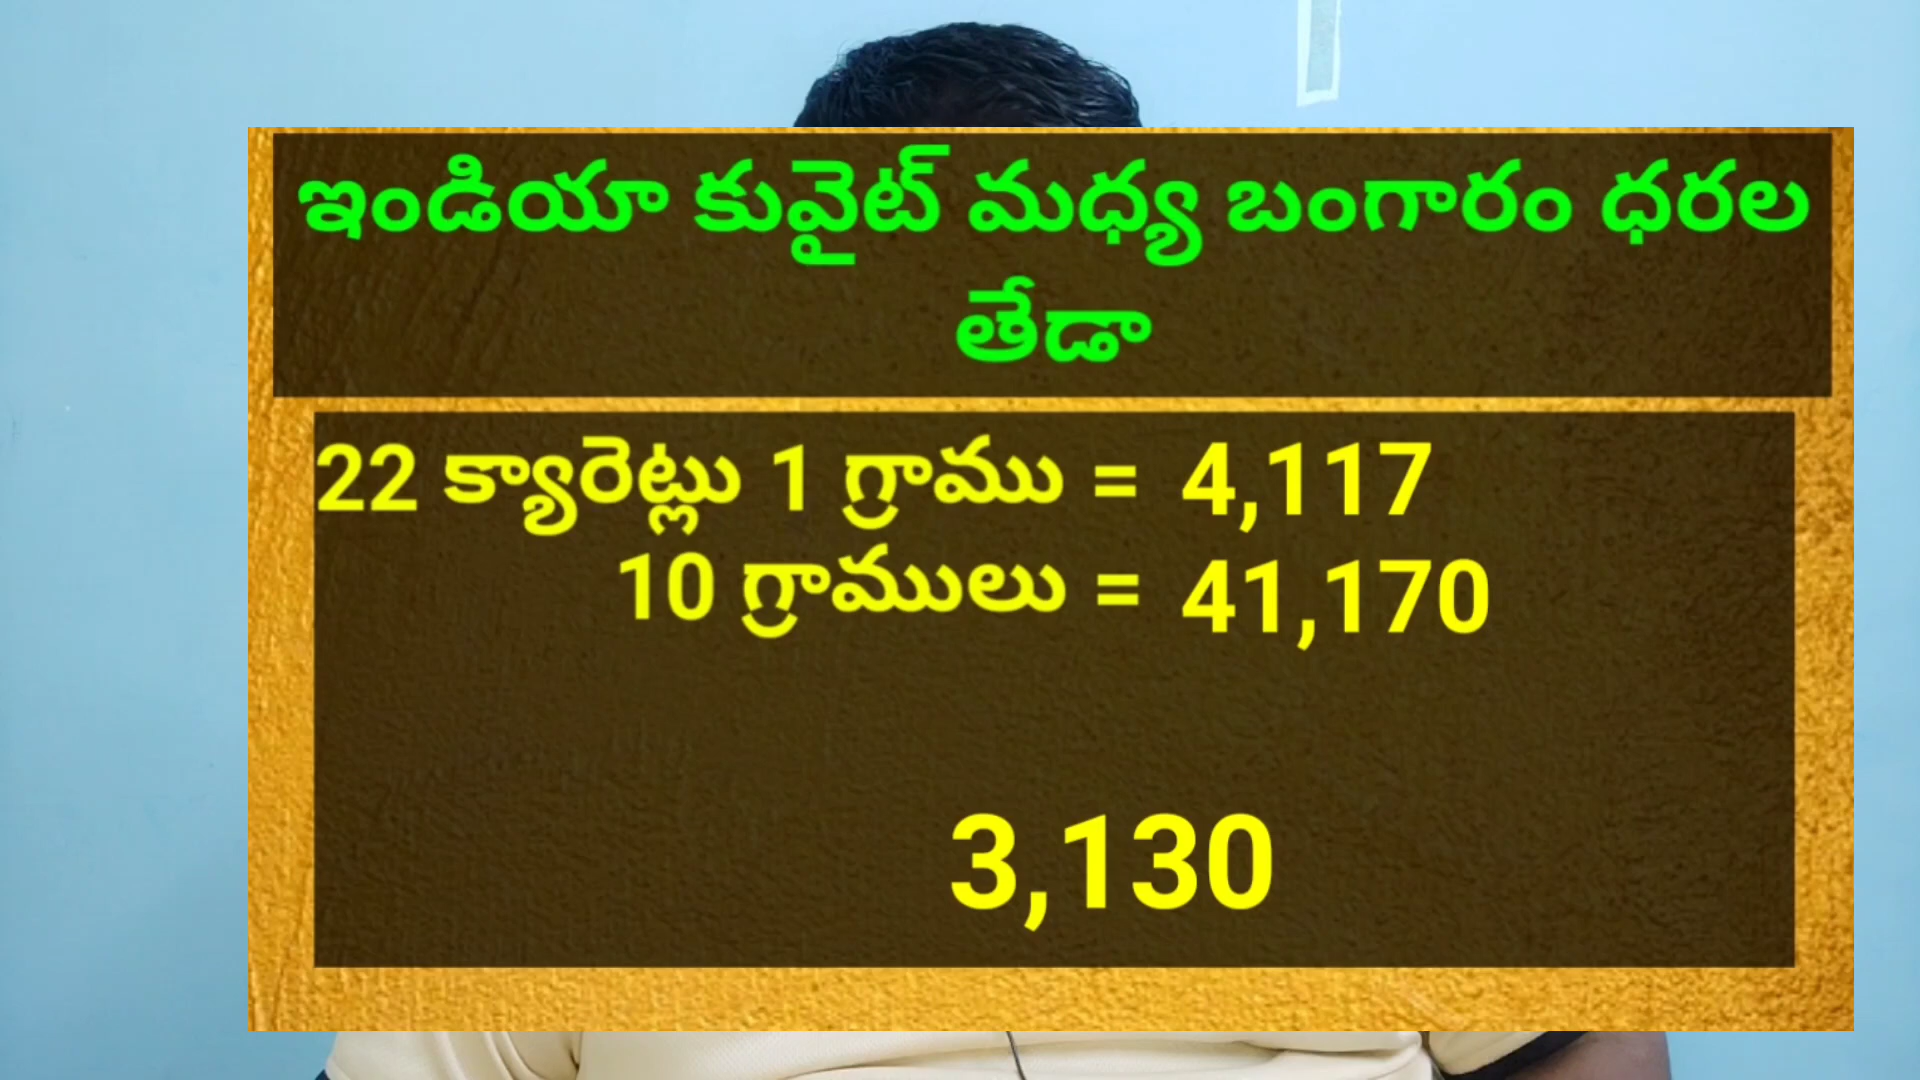 ఇండియా కువైట్ మధ్య బంగారం ధరల
తేడా
22 క్యారెట్లు 1 గ్రాము = 4,117
10 గ్రాములు = 41,170
3,130